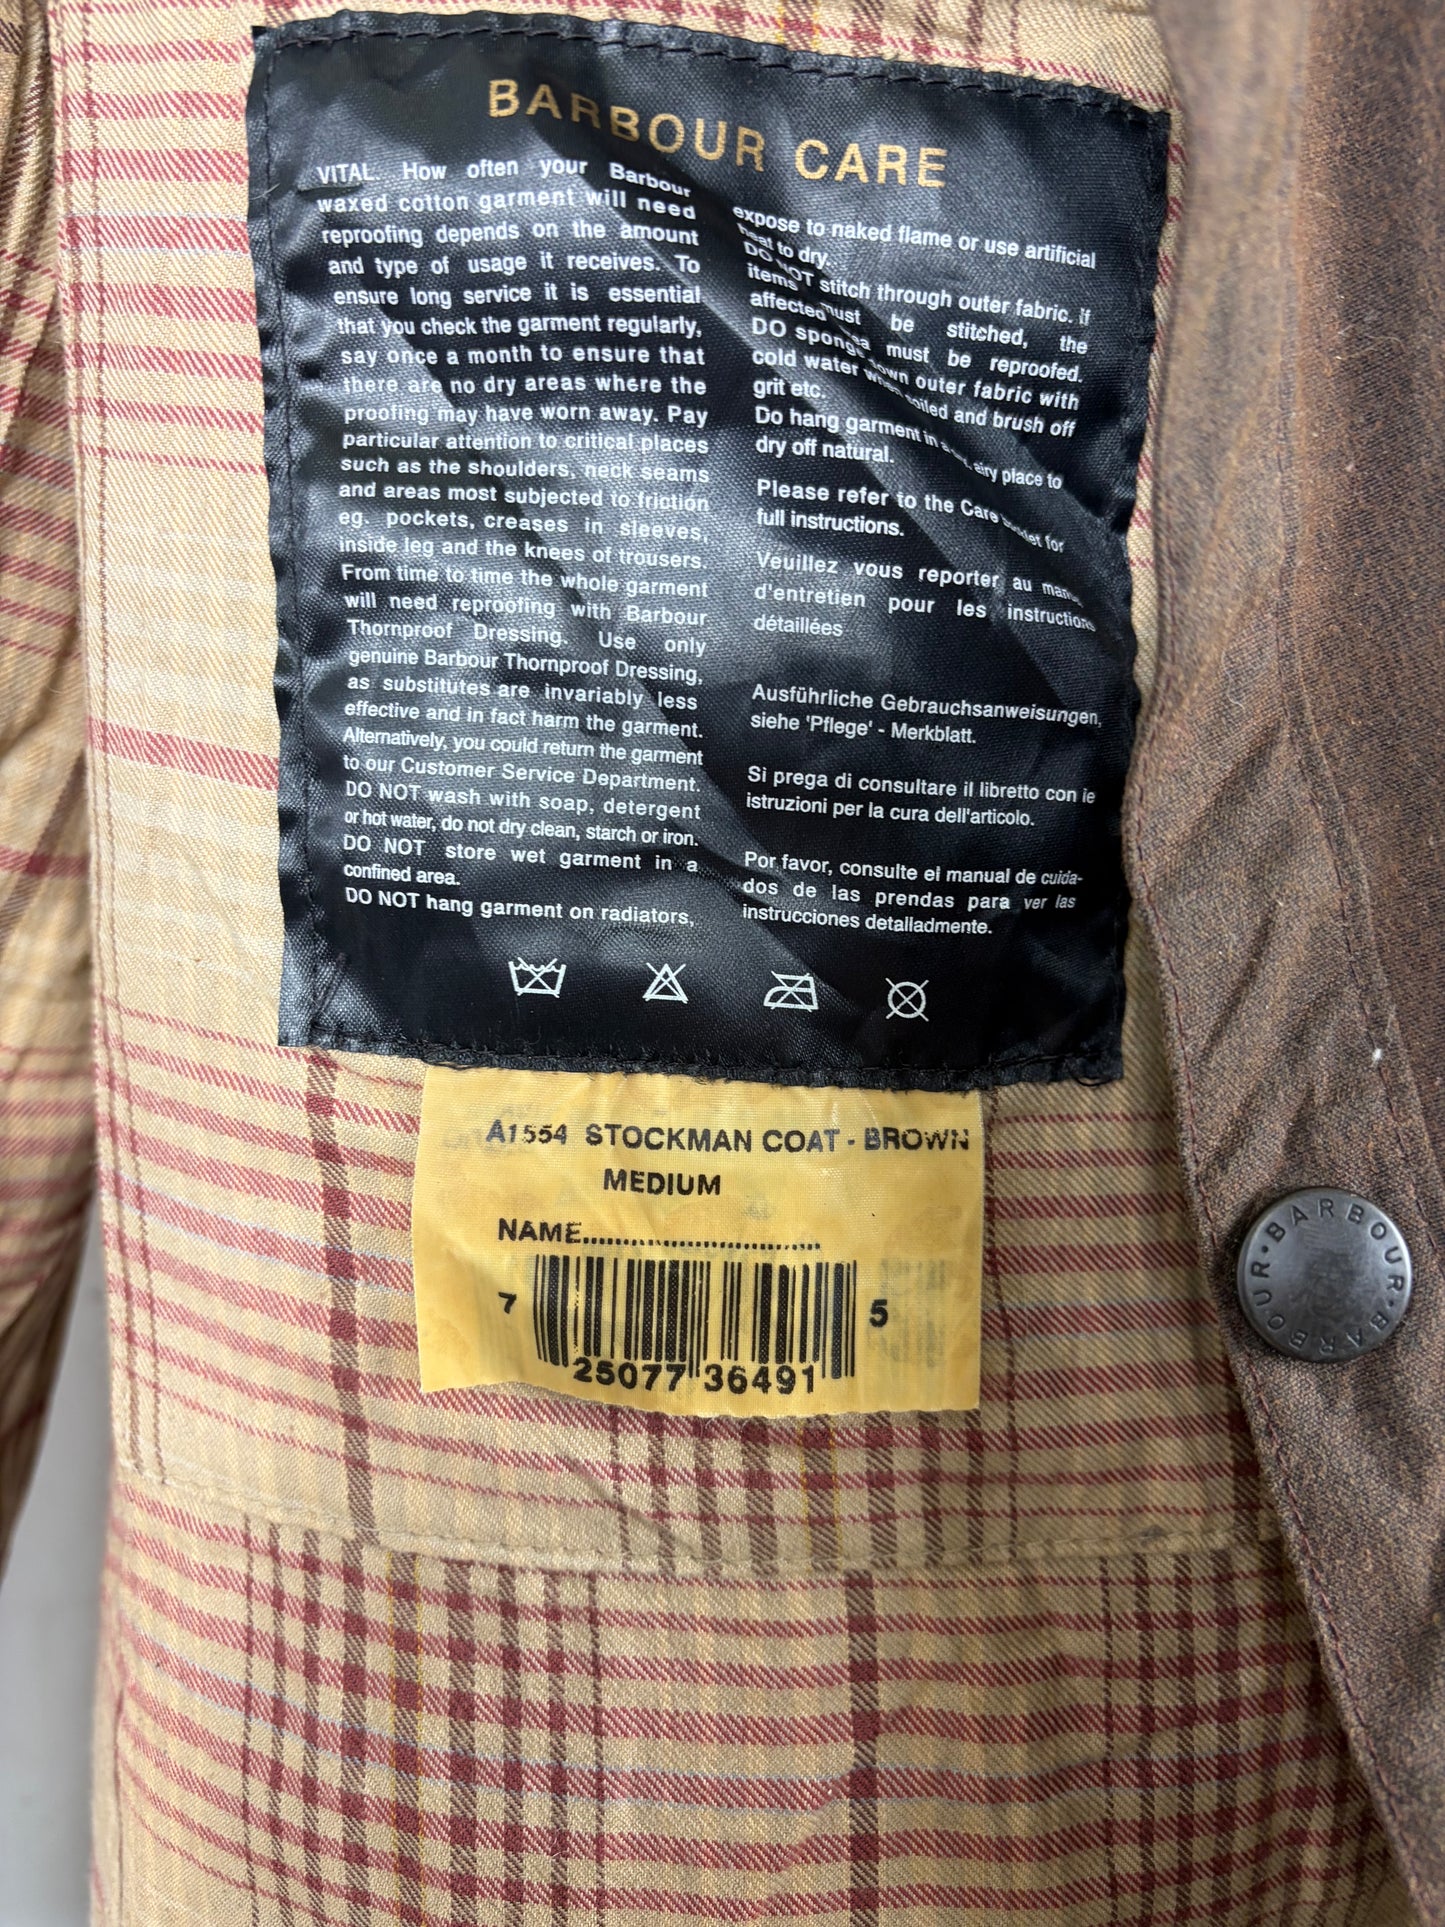 BARBOUR CARE
VITAL. How often your Barbour
waxed cotton garment will need
reproofing depends on the amount
and type of usage it receives. To
ensure long service it is essential
that you check the garment regularly,
say once a month to ensure that
there are no dry areas where the
proofing may have worn away. Pay
particular attention to critical places
such as the shoulders, neck seams
and areas most subjected to friction
eg. pockets, creases in sleeves,
inside leg and the knees of trousers.
From time to time the whole garment
will need reproofing with Barbour
Thornproof Dressing. Use only
genuine Barbour Thornproof Dressing,
as substitutes are invariably less
effective and in fact harm the garment.
Alternatively, you could return the garment
to our Customer Service Department.
DO NOT wash with soap, detergent
or hot water, do not dry clean, starch or iron.
DO NOT store wet garment in a
confined area.
DO NOT hang garment on radiators,
expose to naked flame or use artificial
heat to dry.
DO NOT stitch through outer fabric. If
items must be stitched, the
affected area must be reproofed.
DO sponge down outer fabric with
cold water when soiled and brush off
grit etc.
Do hang garment in a airy place to
dry off natural.
Please refer to the Care booklet for
full instructions.
Veuillez vous reporter au
d'entretien pour les instructions
détaillées
Ausführliche Gebrauchsanweisungen,
siehe 'Pflege' - Merkblatt.
Si prega di consultare il libretto con le
istruzioni per la cura dell'articolo.
Por favor, consulte el manual de cuida-
dos de las prendas para ver las
instrucciones detalladmente.
A1554 STOCKMAN COAT - BROWN
MEDIUM
NAME..............................
7 25077 36491 5
BARBOUR • BARBOUR •